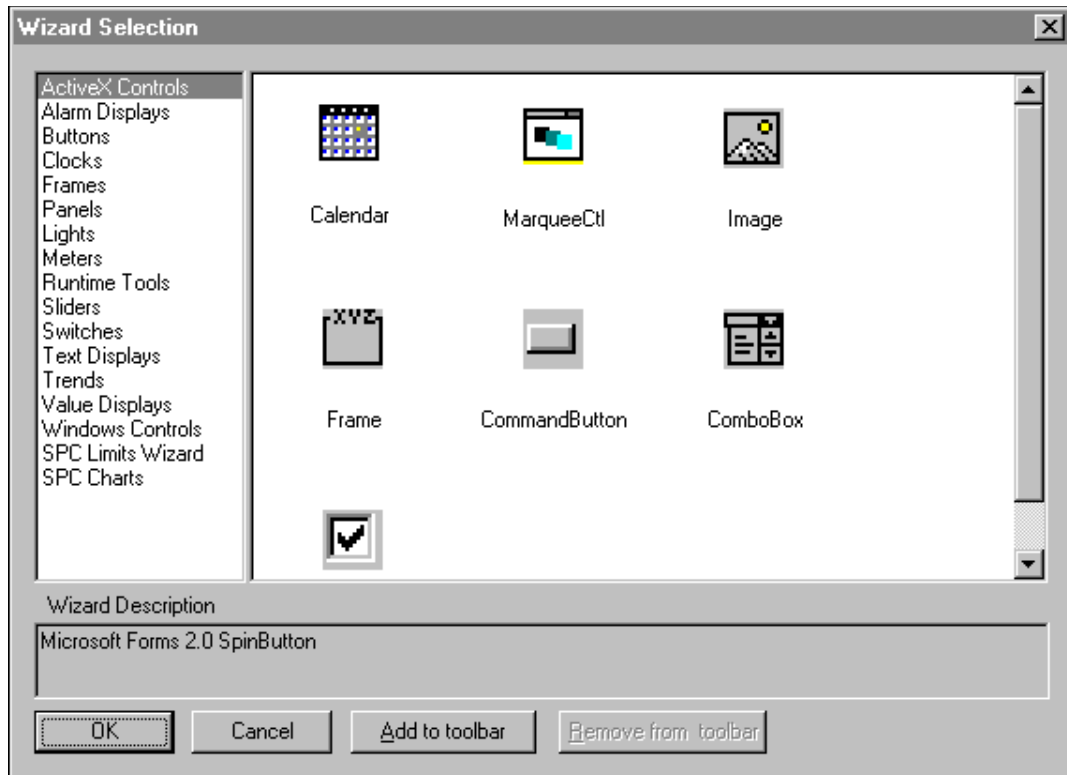 Wizard Selection
ActiveX Controls
Alarm Displays
Buttons
Clocks
Frames
Panels
Lights
Meters
Runtime Tools
Sliders
Switches
Text Displays
Trends
Value Displays
Windows Controls
SPC Limits Wizard
SPC Charts
Calendar
MarqueeCtl
Image
XYZ
Frame
CommandButton
ComboBox
Wizard Description
Microsoft Forms 2.0 SpinButton
OK
Cancel
Add to toolbar
Remove from toolbar